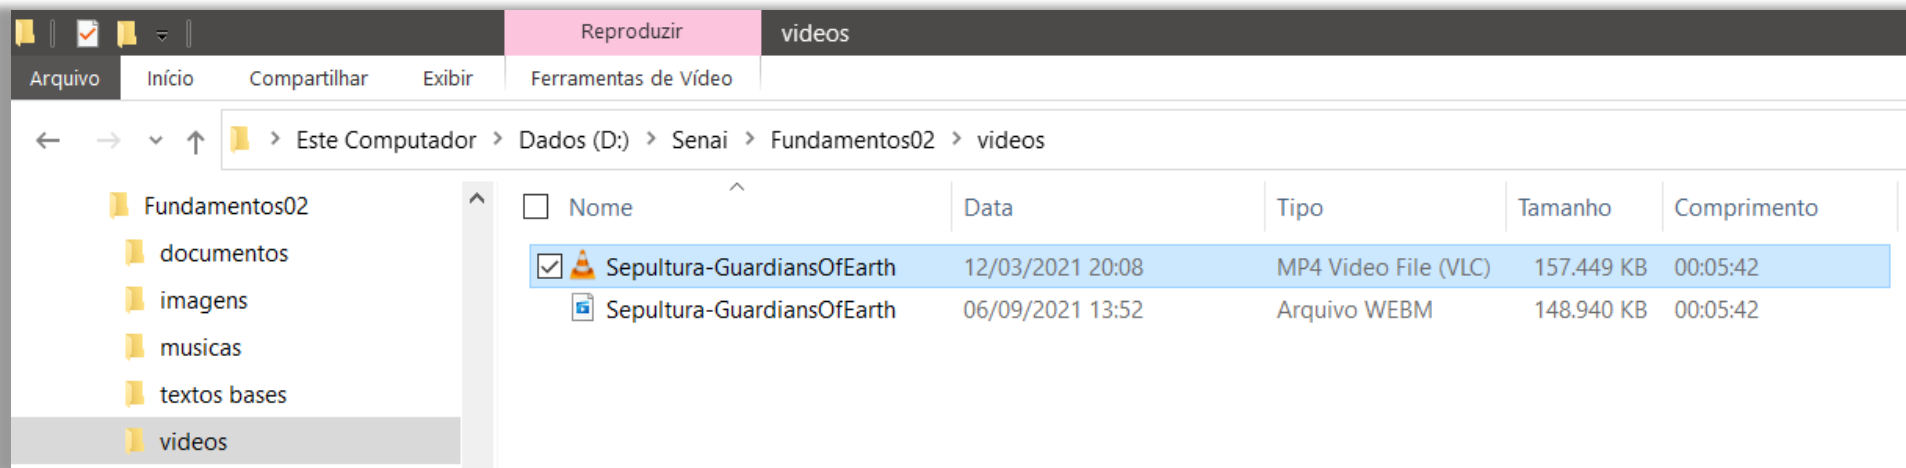 Reproduzir videos
Arquivo Início Compartilhar Exibir Ferramentas de Vídeo
Este Computador > Dados (D:) > Senai > Fundamentos02 > videos
Fundamentos02
documentos
imagens
musicas
textos bases
videos
Nome Data Tipo Tamanho Comprimento
Sepultura-GuardiansOfEarth 12/03/2021 20:08 MP4 Video File (VLC) 157.449 KB 00:05:42
Sepultura-GuardiansOfEarth 06/09/2021 13:52 Arquivo WEBM 148.940 KB 00:05:42